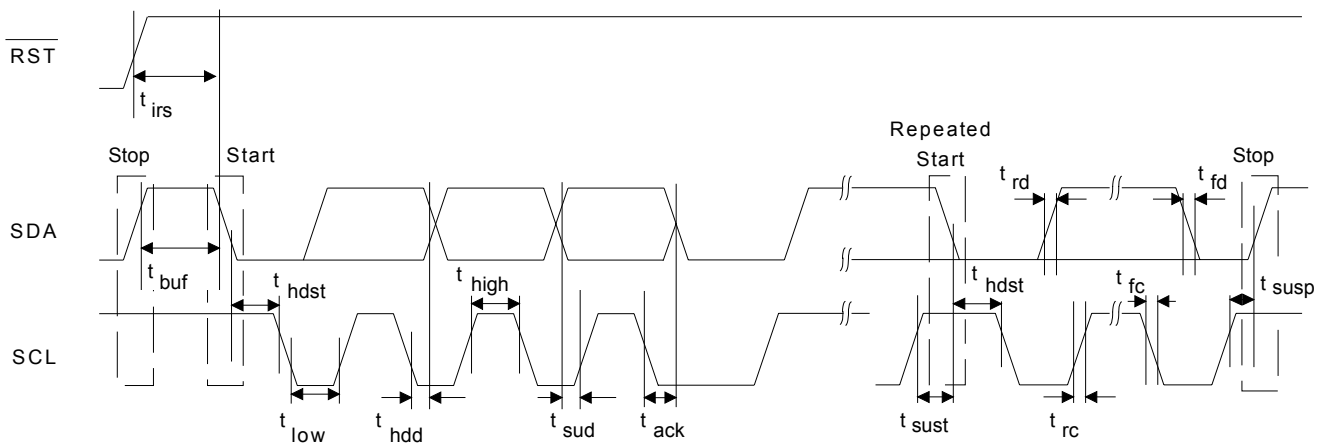 RST
t irs
Stop
Start
Repeated
Start
Stop
SDA
t rd
t fd
t buf
t hdst
t high
t hdst
t fc
t susp
SCL
t low
t hdd
t sud
t ack
t sust
t rc